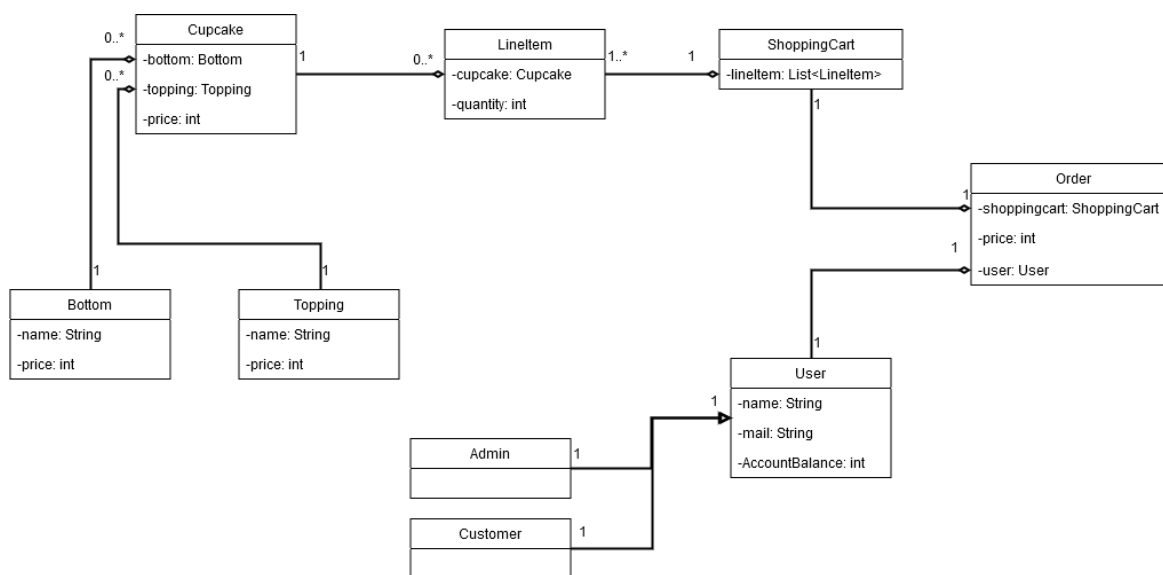 Cupcake
-bottom: Bottom
-topping: Topping
-price: int
0..*
0..*
1
0..*
LineItem
-cupcake: Cupcake
-quantity: int
1..*
1
ShoppingCart
-lineItem: List<LineItem>
1
1
Order
-shoppingcart: ShoppingCart
-price: int
-user: User
1
1
1
1
Bottom
-name: String
-price: int
Topping
-name: String
-price: int
User
-name: String
-mail: String
-AccountBalance: int
1
Admin
1
Customer
1